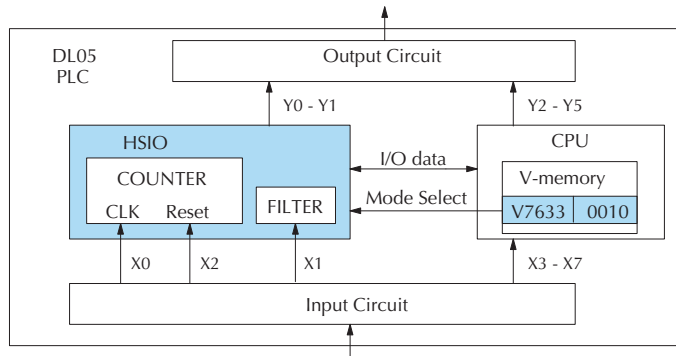 DL05
PLC
Output Circuit
Y0 - Y1
Y2 - Y5
HSIO
CPU
COUNTER
CLK Reset
FILTER
I/O data
Mode Select
V-memory
V7633 0010
X0
X2
X1
X3 - X7
Input Circuit